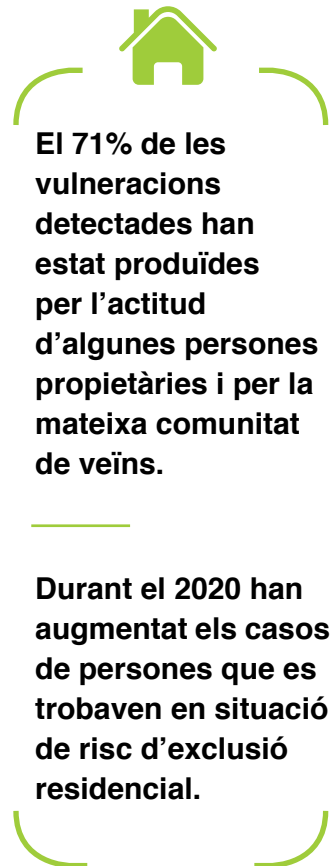 El 71% de les
vulneracions
detectades han
estat produïdes
per l’actitud
d’algunes persones
propietàries i per la
mateixa comunitat
de veïns.
Durant el 2020 han
augmentat els casos
de persones que es
trobaven en situació
de risc d’exclusió
residencial.